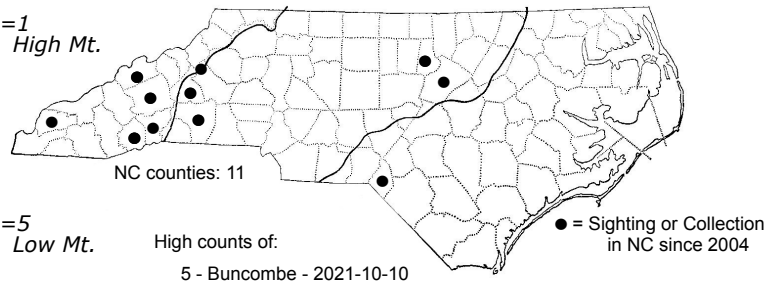 =1
High Mt.
NC counties: 11
=5
Low Mt.
High counts of:
5 - Buncombe - 2021-10-10
● = Sighting or Collection
in NC since 2004